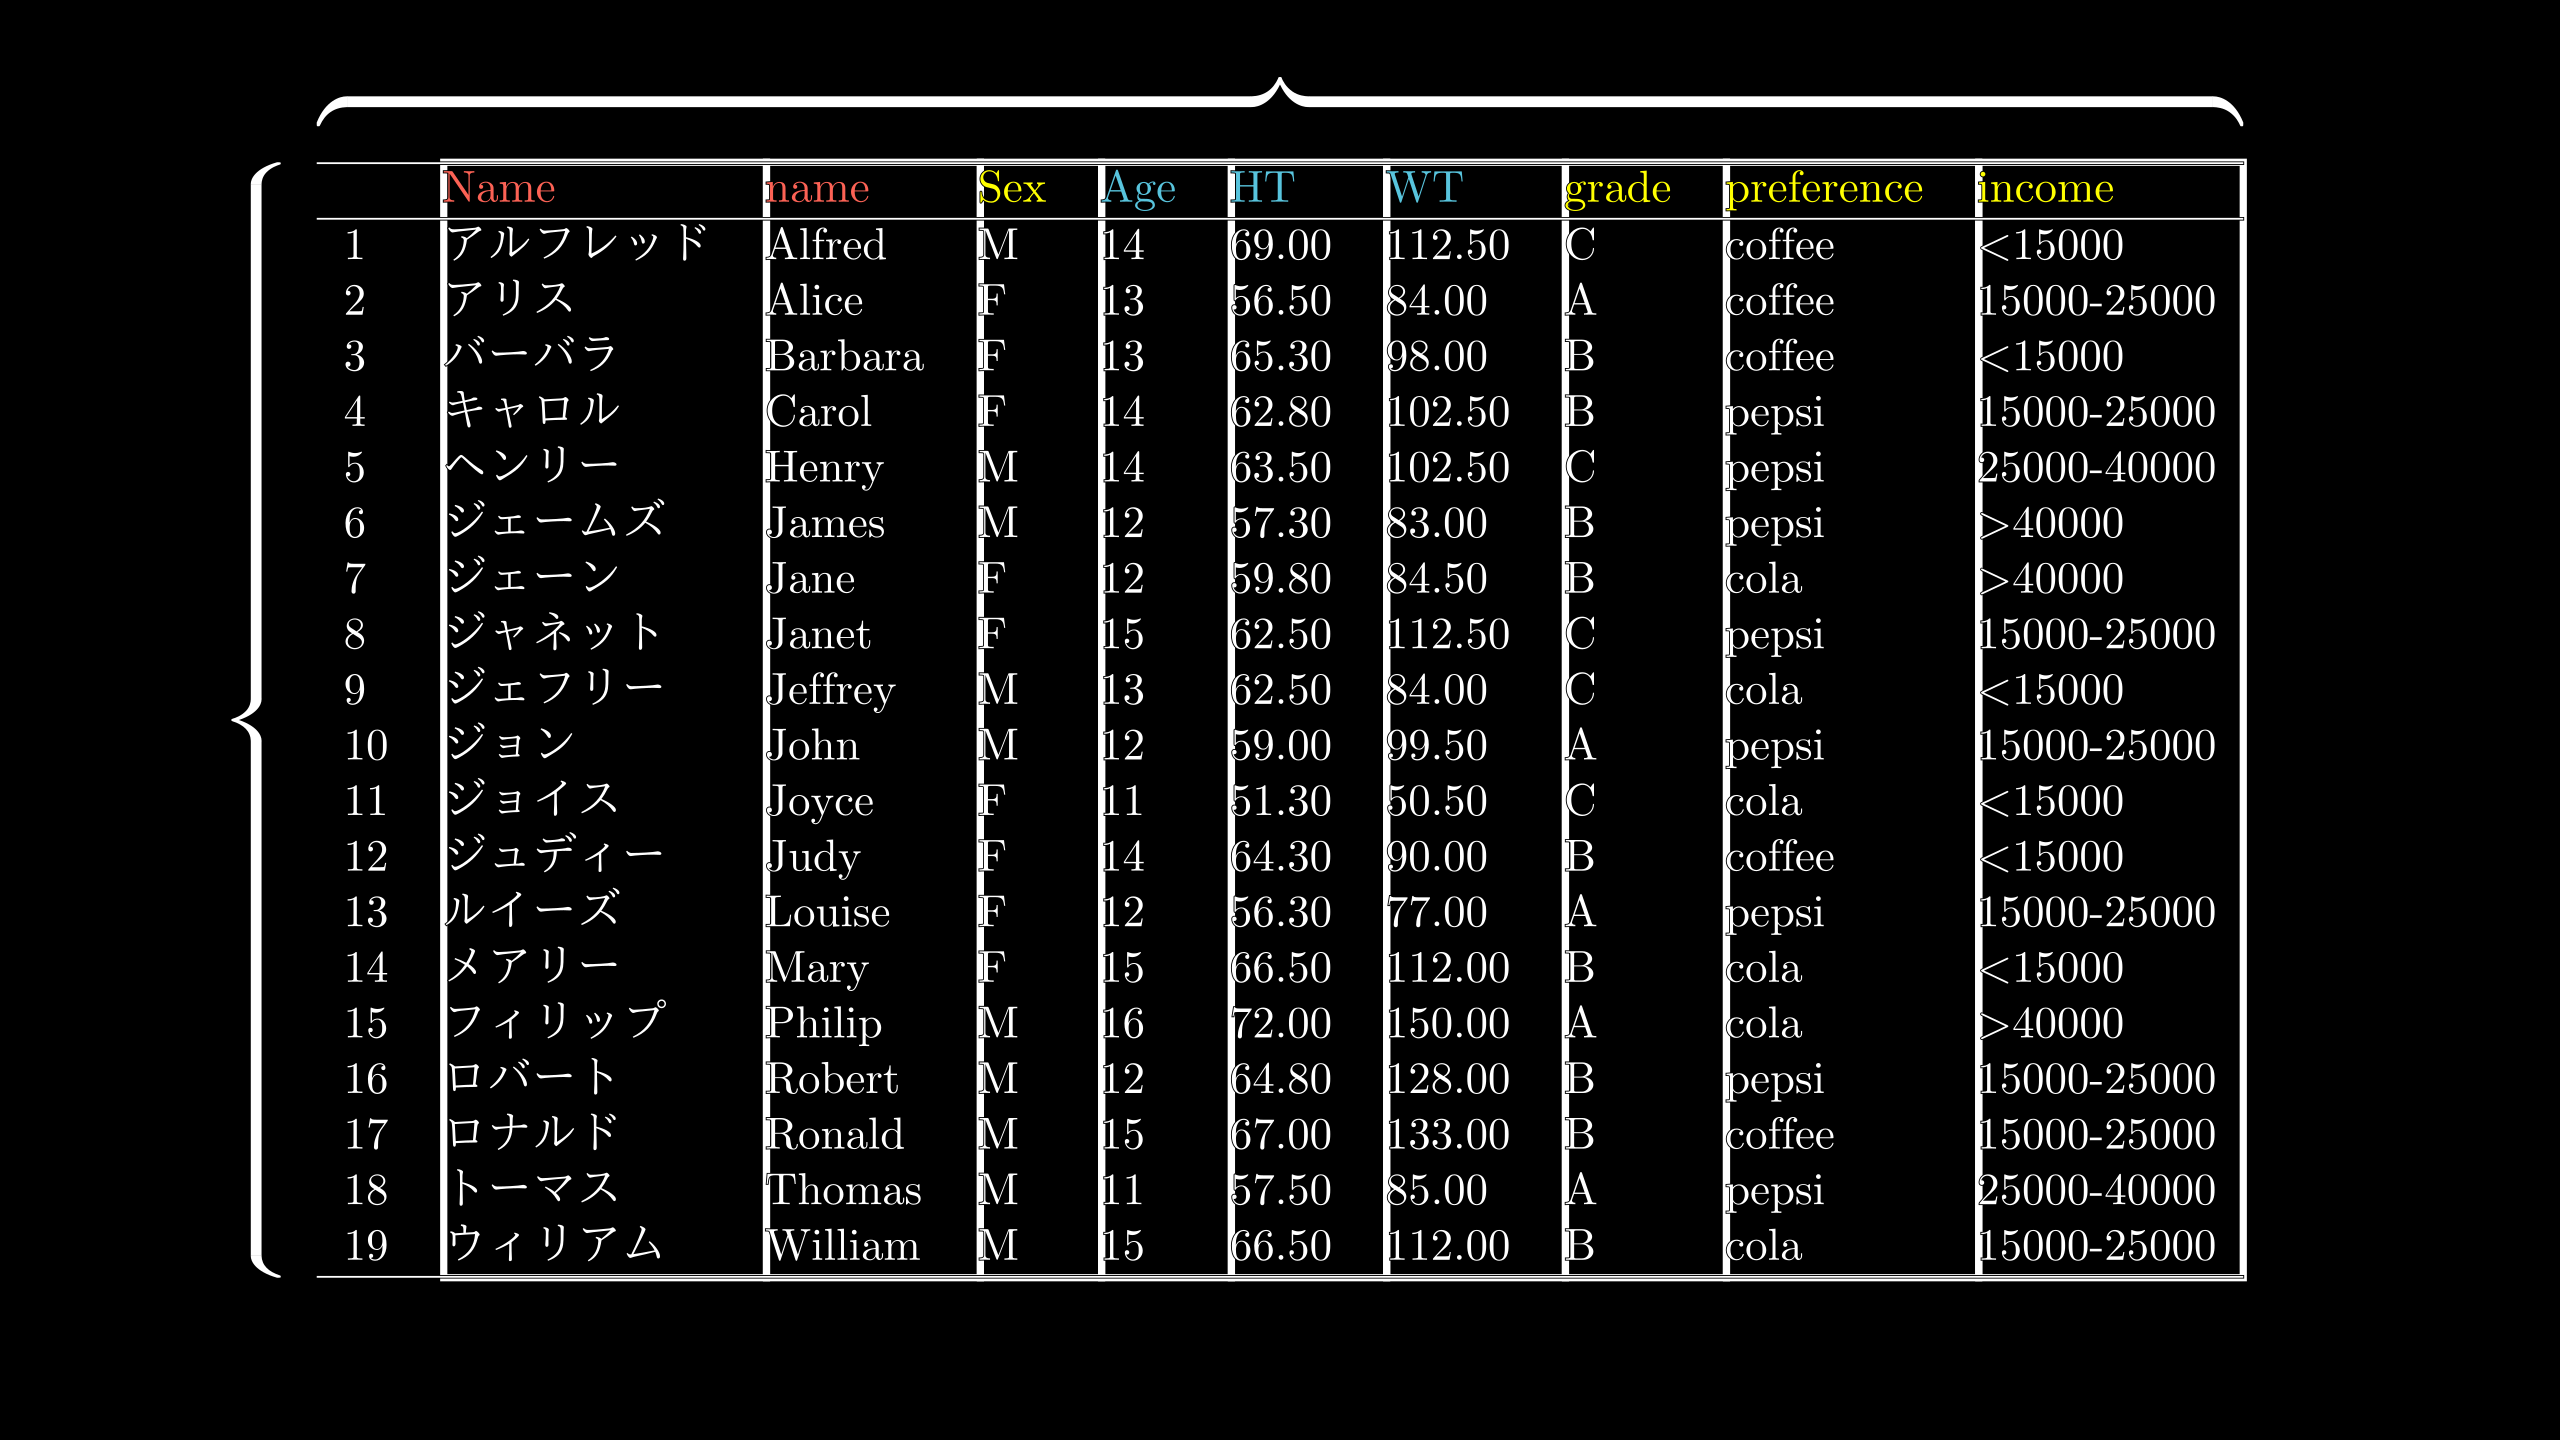 Name name Sex Age HT WT grade preference income
1 アルフレッド Alfred M 14 69.00 112.50 C coffee <15000
2 アリス Alice F 13 56.50 84.00 A coffee 15000-25000
3 バーバラ Barbara F 13 65.30 98.00 B coffee <15000
4 キャロル Carol F 14 62.80 102.50 B pepsi 15000-25000
5 ヘンリー Henry M 14 63.50 102.50 C pepsi 25000-40000
6 ジェームズ James M 12 57.30 83.00 B pepsi >40000
7 ジェーン Jane F 12 59.80 84.50 B cola >40000
8 ジャネット Janet F 15 62.50 112.50 C pepsi 15000-25000
9 ジェフリー Jeffrey M 13 62.50 84.00 C cola <15000
10 ジョン John M 12 59.00 99.50 A pepsi 15000-25000
11 ジョイス Joyce F 11 51.30 50.50 C cola <15000
12 ジュディー Judy F 14 64.30 90.00 B coffee <15000
13 ルイーズ Louise F 12 56.30 77.00 A pepsi 15000-25000
14 メアリー Mary F 15 66.50 112.00 B cola <15000
15 フィリップ Philip M 16 72.00 150.00 A cola >40000
16 ロバート Robert M 12 64.80 128.00 B pepsi 15000-25000
17 ロナルド Ronald M 15 67.00 133.00 B coffee 15000-25000
18 トーマス Thomas M 11 57.50 85.00 A pepsi 25000-40000
19 ウィリアム William M 15 66.50 112.00 B cola 15000-25000